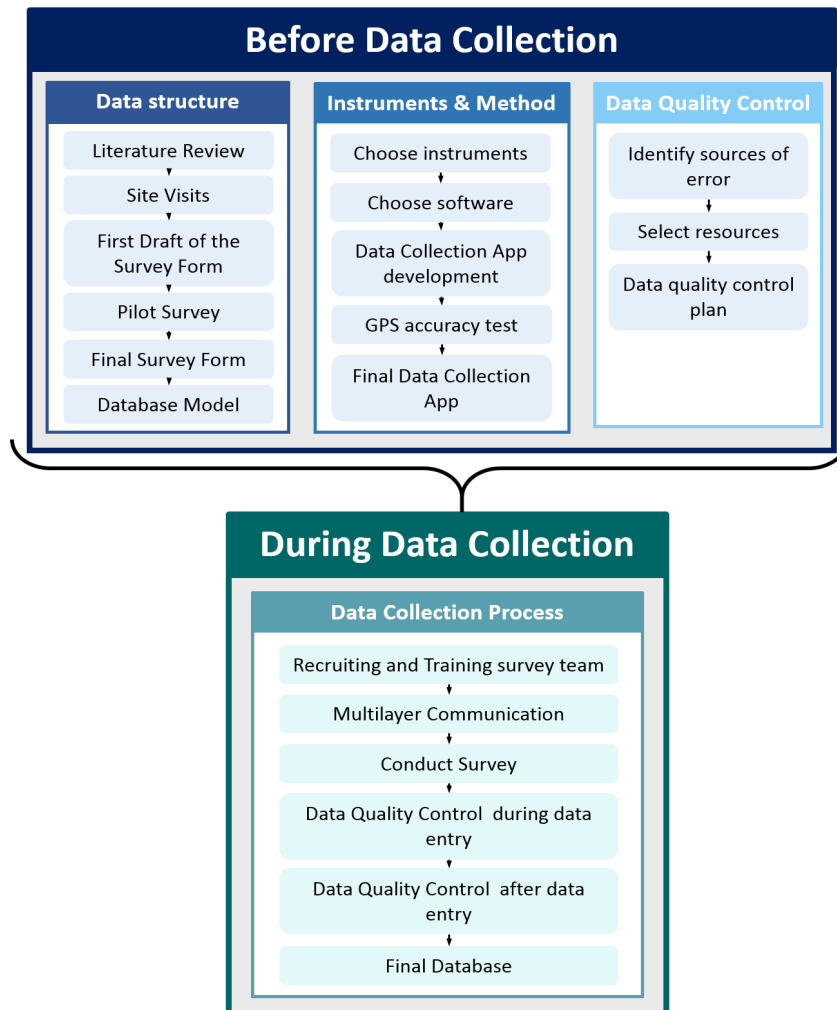 Before Data Collection
Data structure
Literature Review
Site Visits
First Draft of the
Survey Form
Pilot Survey
Final Survey Form
Database Model
Instruments & Method
Choose instruments
Choose software
Data Collection App
development
GPS accuracy test
Final Data Collection
App
Data Quality Control
Identify sources of
error
Select resources
Data quality control
plan
During Data Collection
Data Collection Process
Recruiting and Training survey team
Multilayer Communication
Conduct Survey
Data Quality Control  during data
entry
Data Quality Control  after data
entry
Final Database